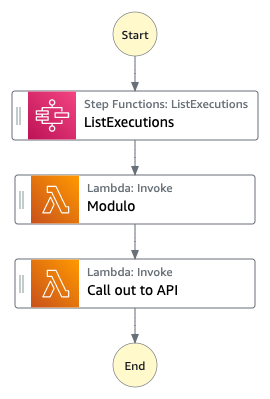 Start
Step Functions: ListExecutions
ListExecutions
Lambda: Invoke
Modulo
Lambda: Invoke
Call out to API
End